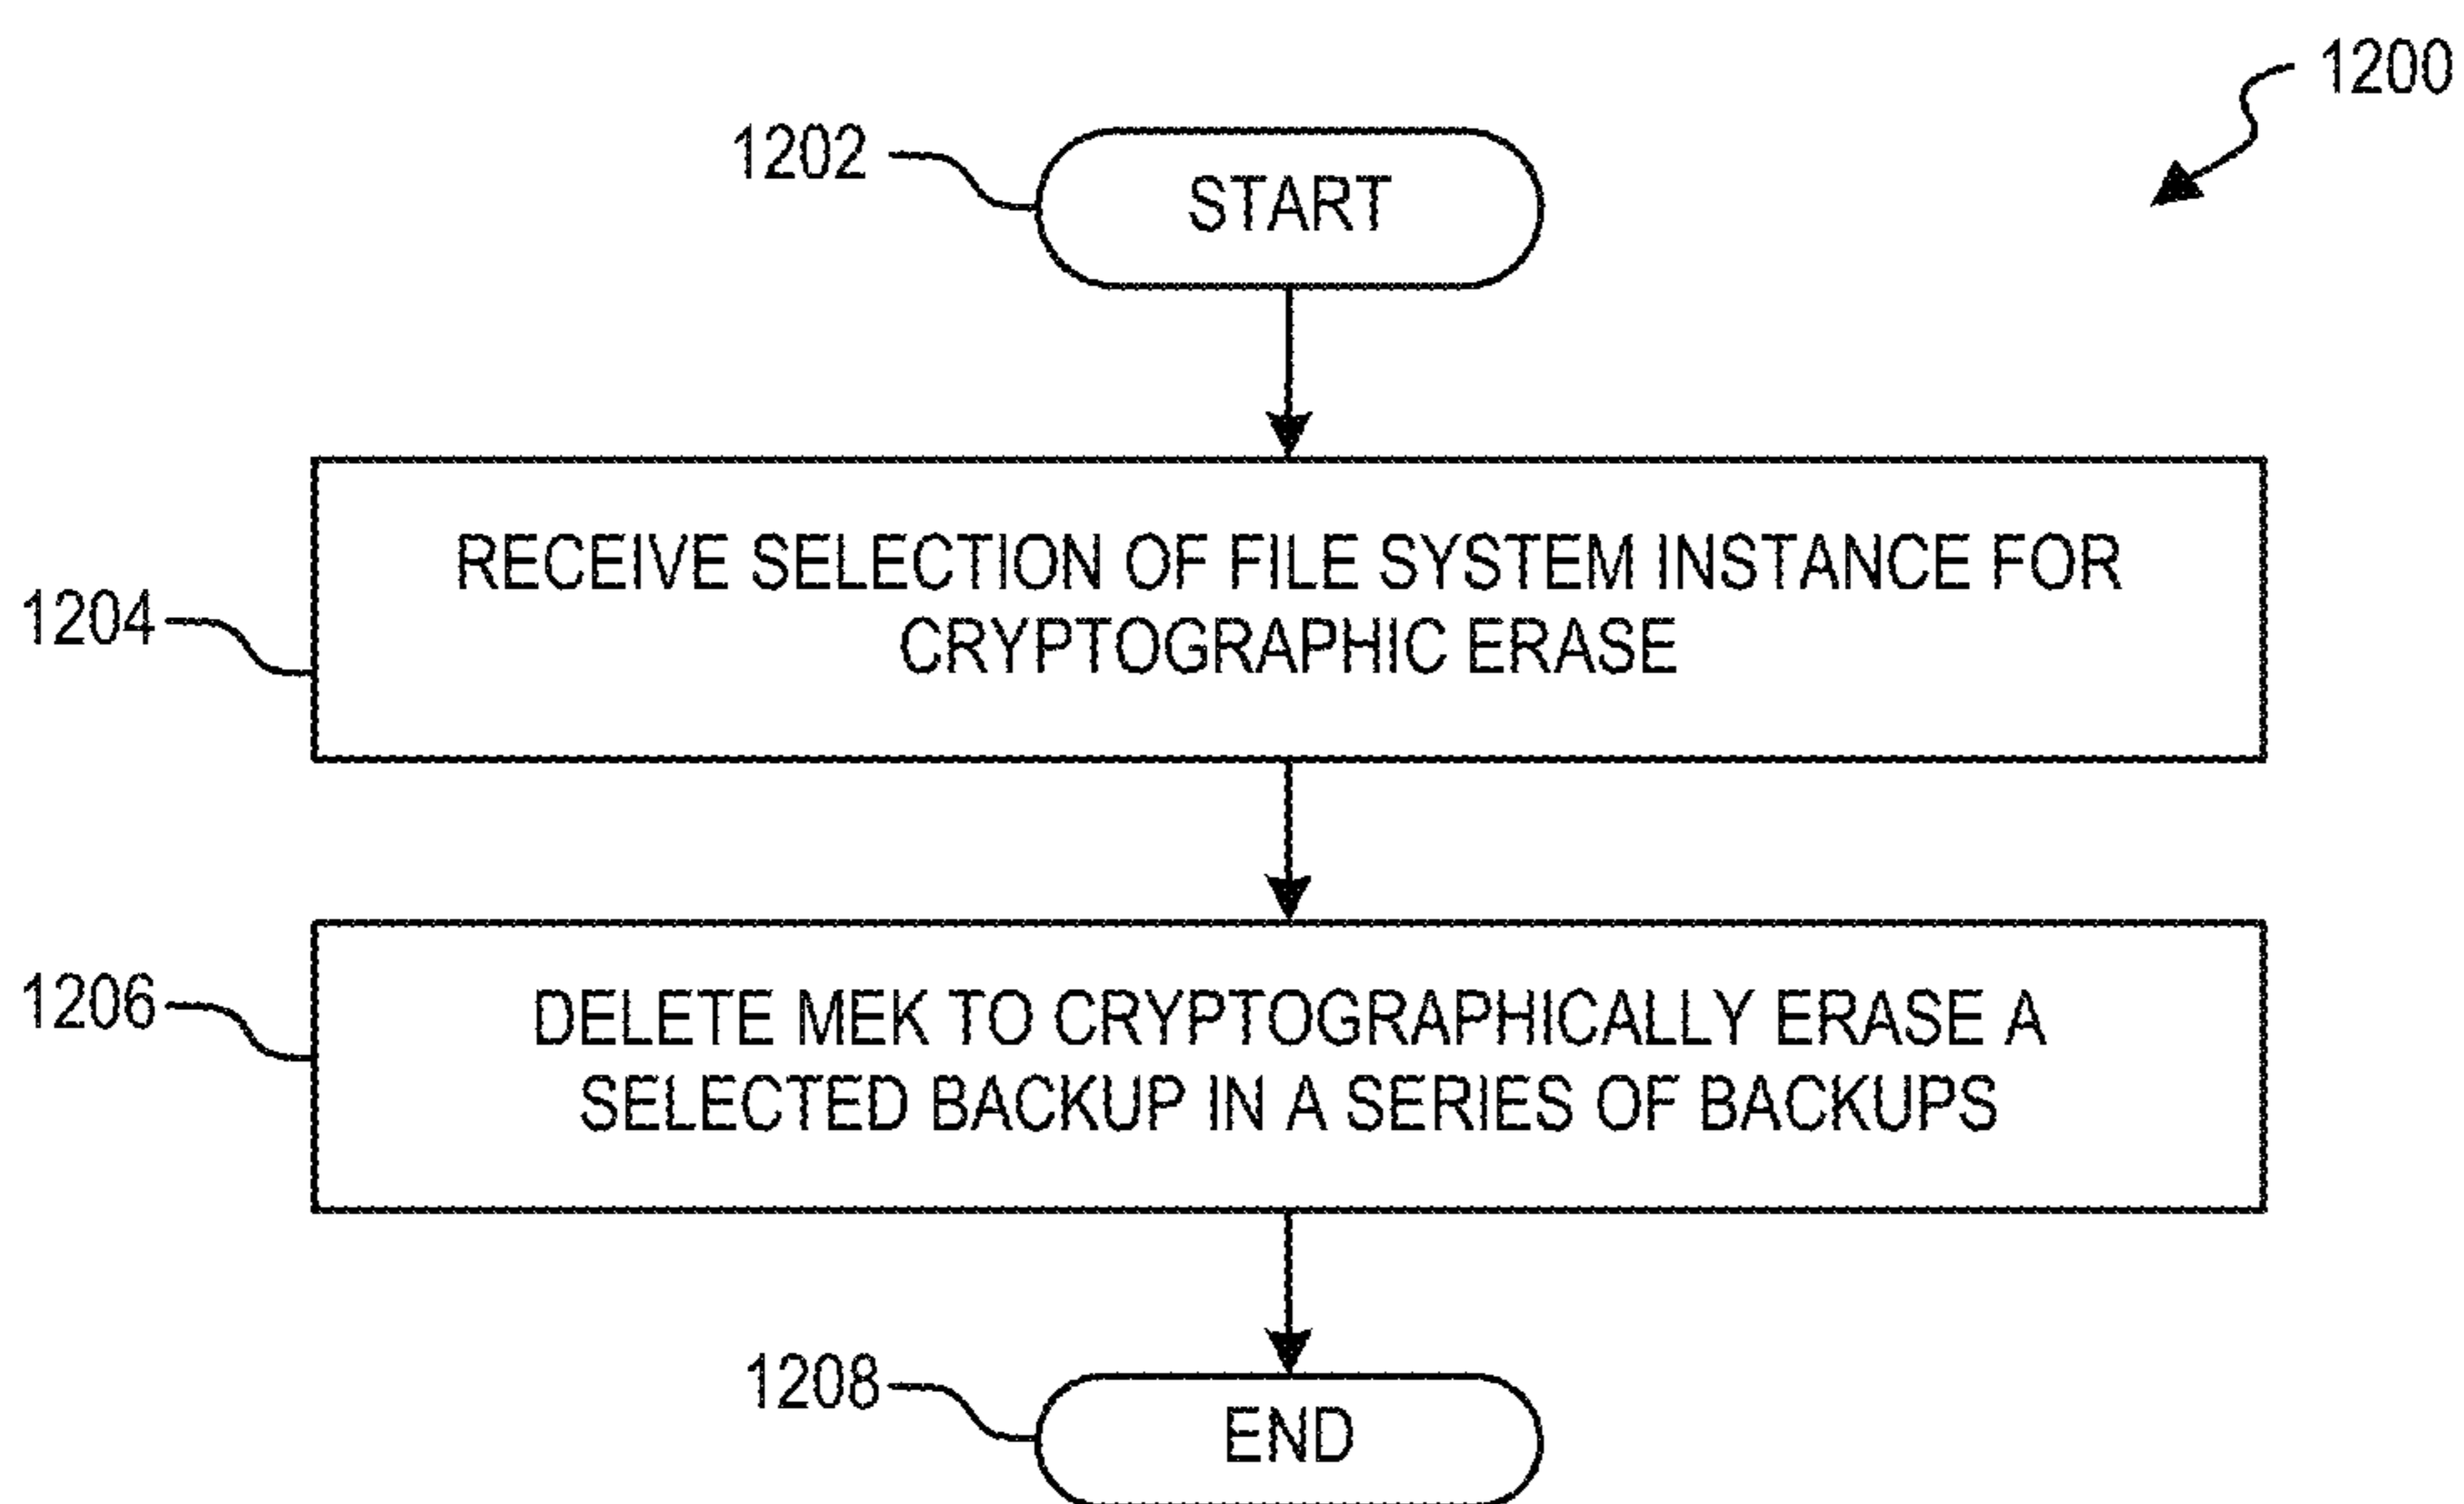 1200
1202
START
1204
RECEIVE SELECTION OF FILE SYSTEM INSTANCE FOR
CRYPTOGRAPHIC ERASE
1206
DELETE MEK TO CRYPTOGRAPHICALLY ERASE A
SELECTED BACKUP IN A SERIES OF BACKUPS
1208
END